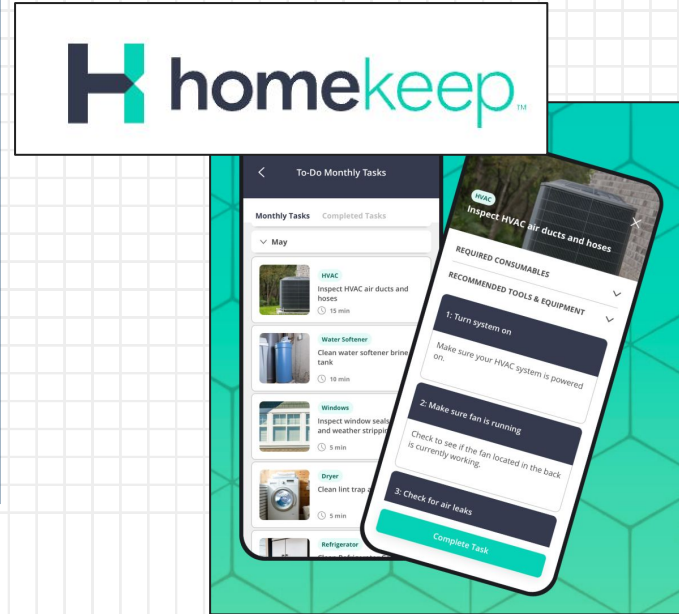 homekeep™
To-Do Monthly Tasks
Monthly Tasks Completed Tasks
May
HVAC
Inspect HVAC air ducts and
hoses
15 min
Water Softener
Clean water softener brine
tank
10 min
Windows
Inspect window seals
and weather
5 min
Dryer
Clean lint trap
5 min
Refrigerator
HVAC
Inspect HVAC air ducts and hoses
REQUIRED CONSUMABLES
RECOMMENDED TOOLS & EQUIPMENT
1: Turn system on
Make sure your HVAC system is powered
on.
2: Make sure fan is running
Check to see if the fan located in the back
is currently working.
3: Check for air leaks
Complete Task